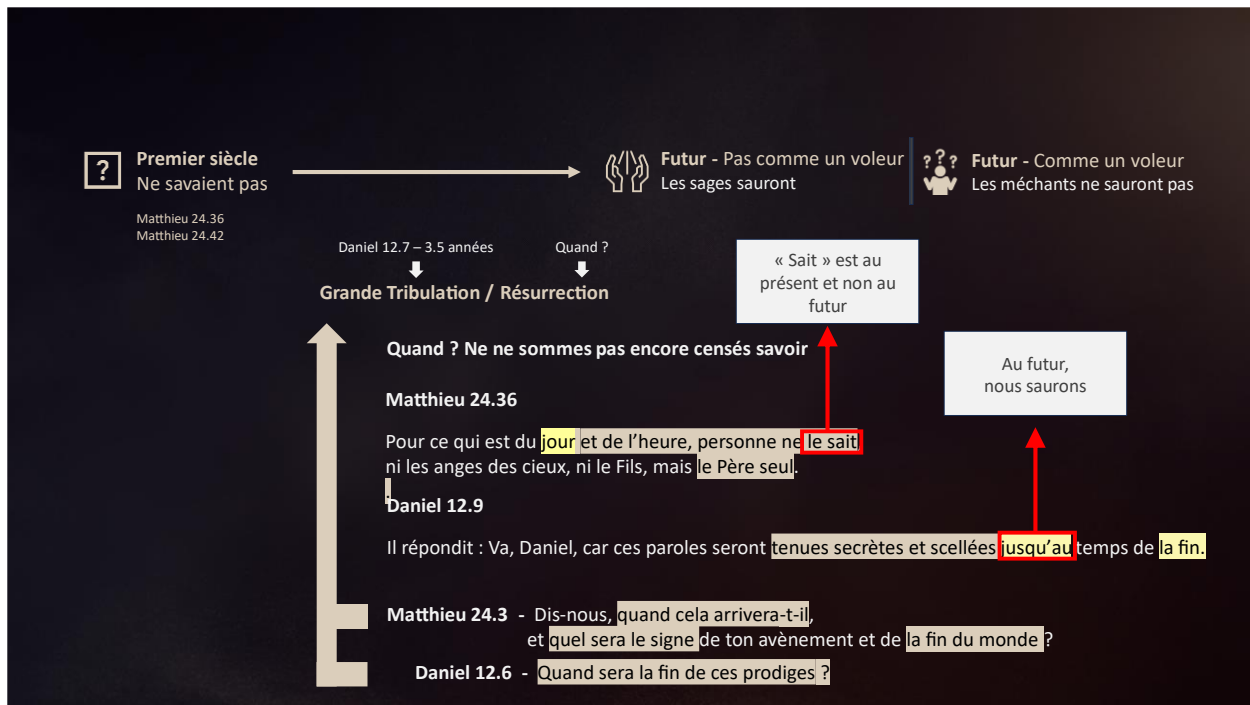 ?
Premier siècle
Ne savaient pas
Matthieu 24.36
Matthieu 24.42
Futur - Pas comme un voleur
Les sages sauront
???
Futur - Comme un voleur
Les méchants ne sauront pas
Daniel 12.7 – 3.5 années
Quand ?
Grande Tribulation / Résurrection
« Sait » est au
présent et non au
futur
Quand ? Ne ne sommes pas encore censés savoir
Au futur,
nous saurons
Matthieu 24.36
Pour ce qui est du jour et de l’heure, personne ne le sait,
ni les anges des cieux, ni le Fils, mais le Père seul.
.
Daniel 12.9
Il répondit : Va, Daniel, car ces paroles seront tenues secrètes et scellées jusqu’au temps de la fin.
Matthieu 24.3 - Dis-nous, quand cela arrivera-t-il,
et quel sera le signe de ton avènement et de la fin du monde ?
Daniel 12.6 - Quand sera la fin de ces prodiges ?